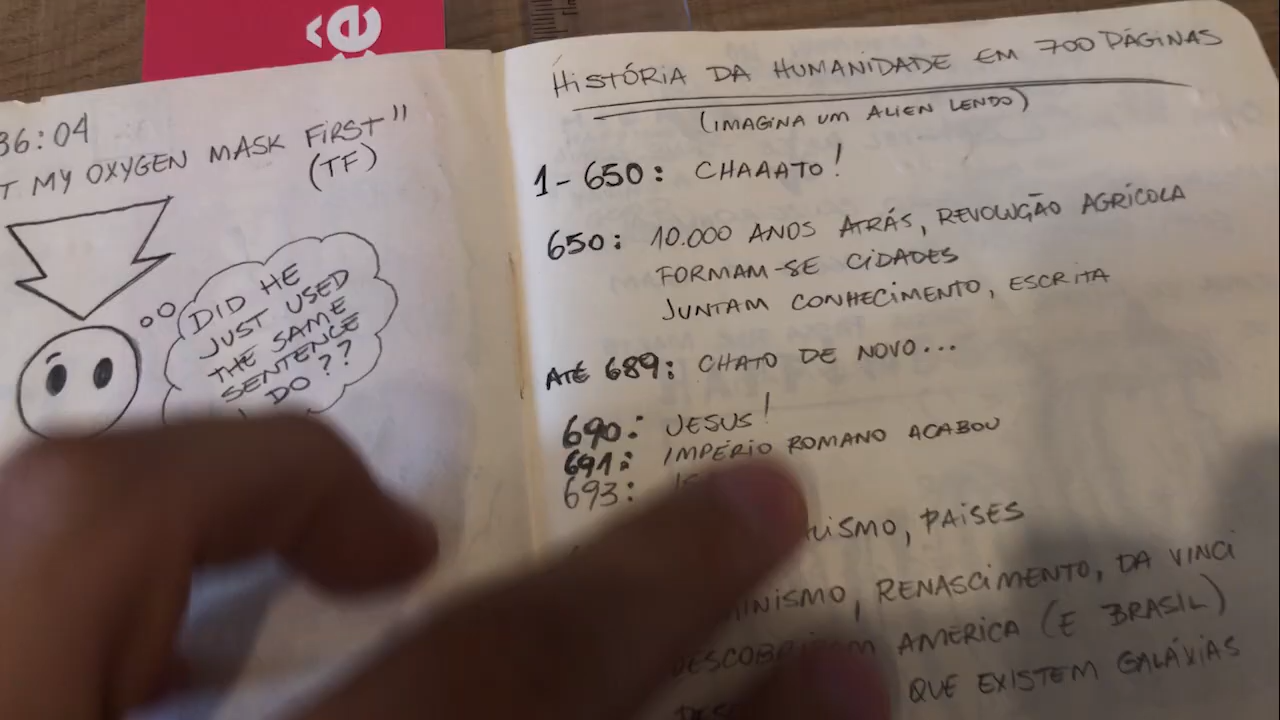 ê
36:04
MY OXYGEN MASK FIRST"
(TF)
DID HE
JUST USED
THE SAME
SENTENCE
I DO??
HISTÓRIA DA HUMANIDADE EM 700 PÁGINAS
(IMAGINA UM ALIEN LENDO)
1-650: CHAAATO!
650: 10.000 ANOS ATRÁS, REVOLUÇÃO AGRÍCOLA
FORMAM-SE CIDADES
JUNTAM CONHECIMENTO, ESCRITA
ATÉ 689: CHATO DE NOVO...
690: JESUS!
691: IMPÉRIO ROMANO ACABOU
693:
PAÍSES
RENASCIMENTO, DA VINCI
AMÉRICA (E BRASIL)
QUE EXISTEM GALÁXIAS